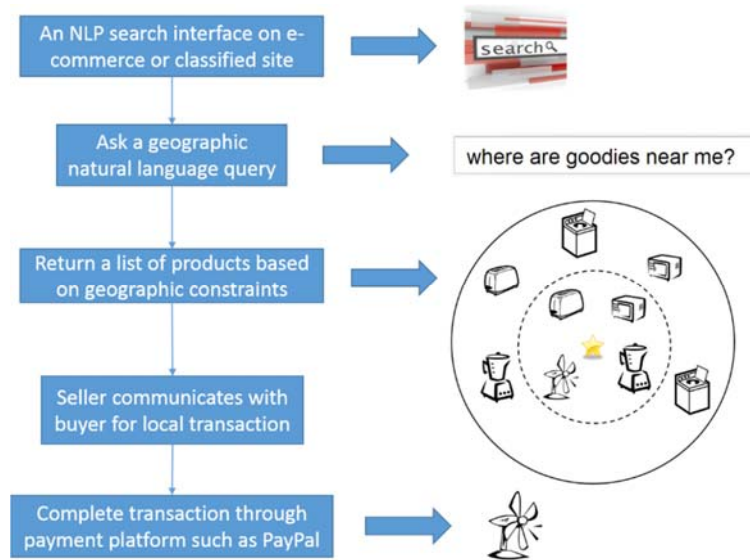 An NLP search interface on e-
commerce or classified site
search
Ask a geographic
natural language query
where are goodies near me?
Return a list of products based
on geographic constraints
Seller communicates with
buyer for local transaction
Complete transaction through
payment platform such as PayPal